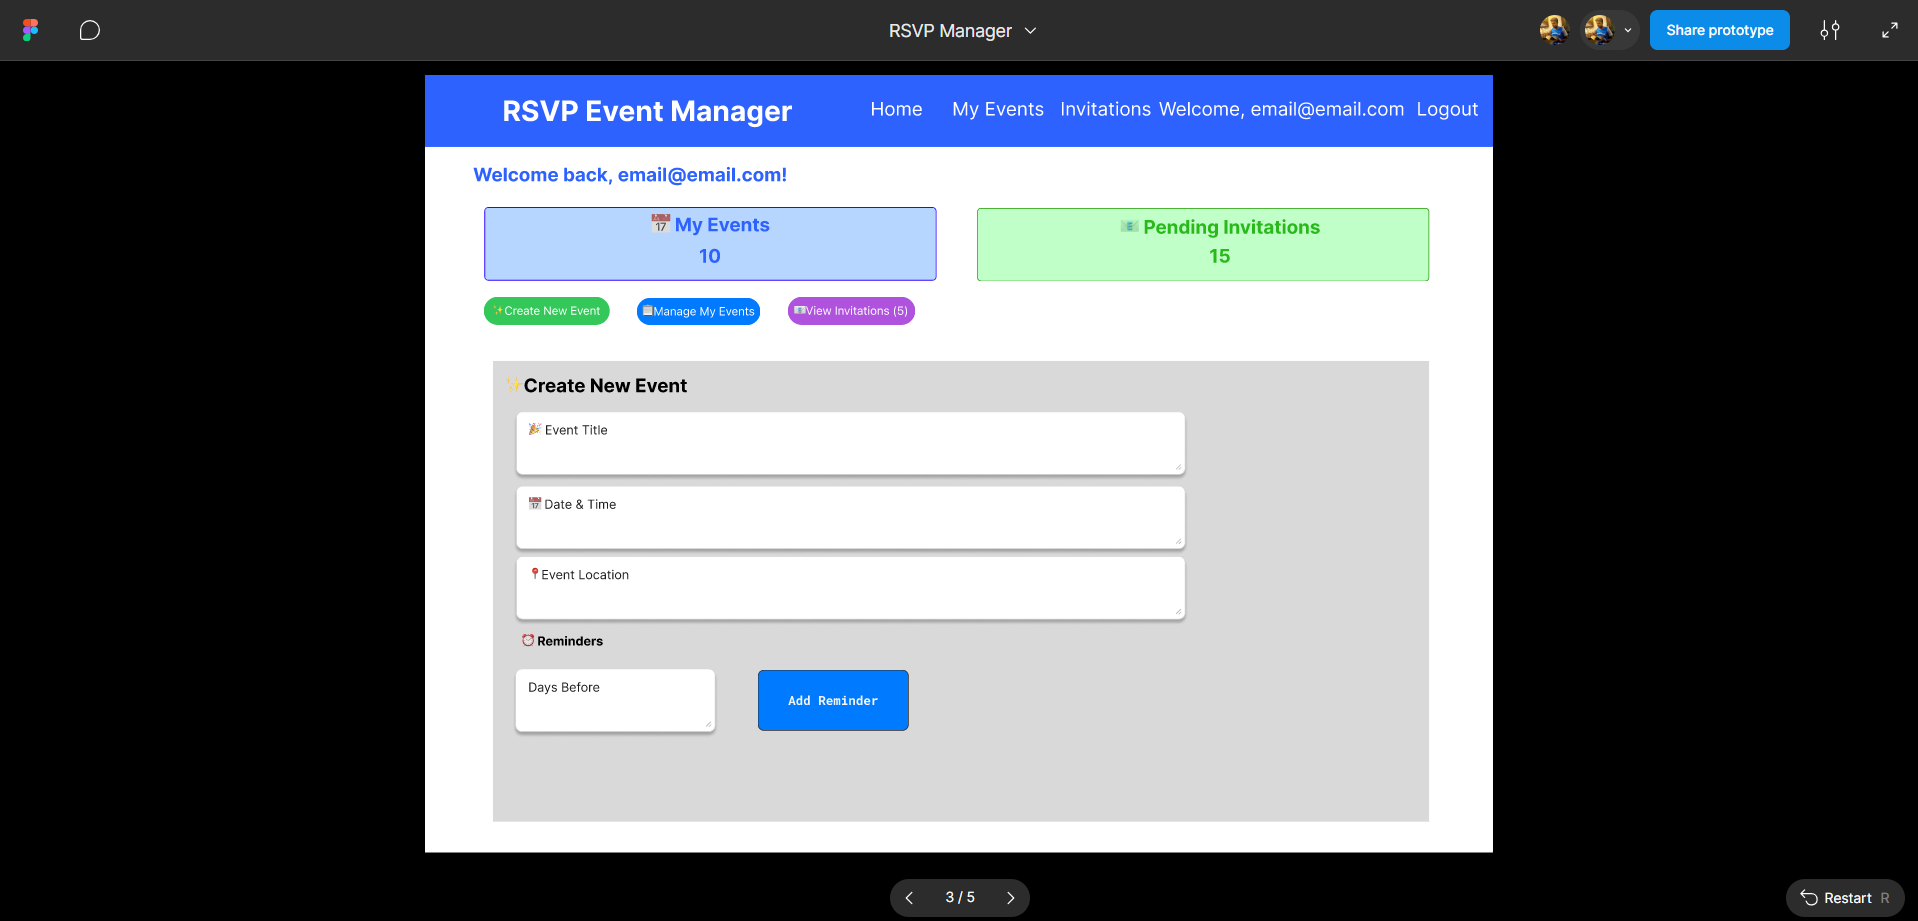 RSVP Manager
Share prototype
RSVP Event Manager
Home My Events Invitations Welcome, email@email.com Logout
Welcome back, email@email.com!
📅 My Events
10
📧 Pending Invitations
15
✨Create New Event
📋Manage My Events
📧View Invitations (5)
✨Create New Event
🎉 Event Title
📅 Date & Time
📍Event Location
⏰ Reminders
Days Before
Add Reminder
3 / 5
Restart R